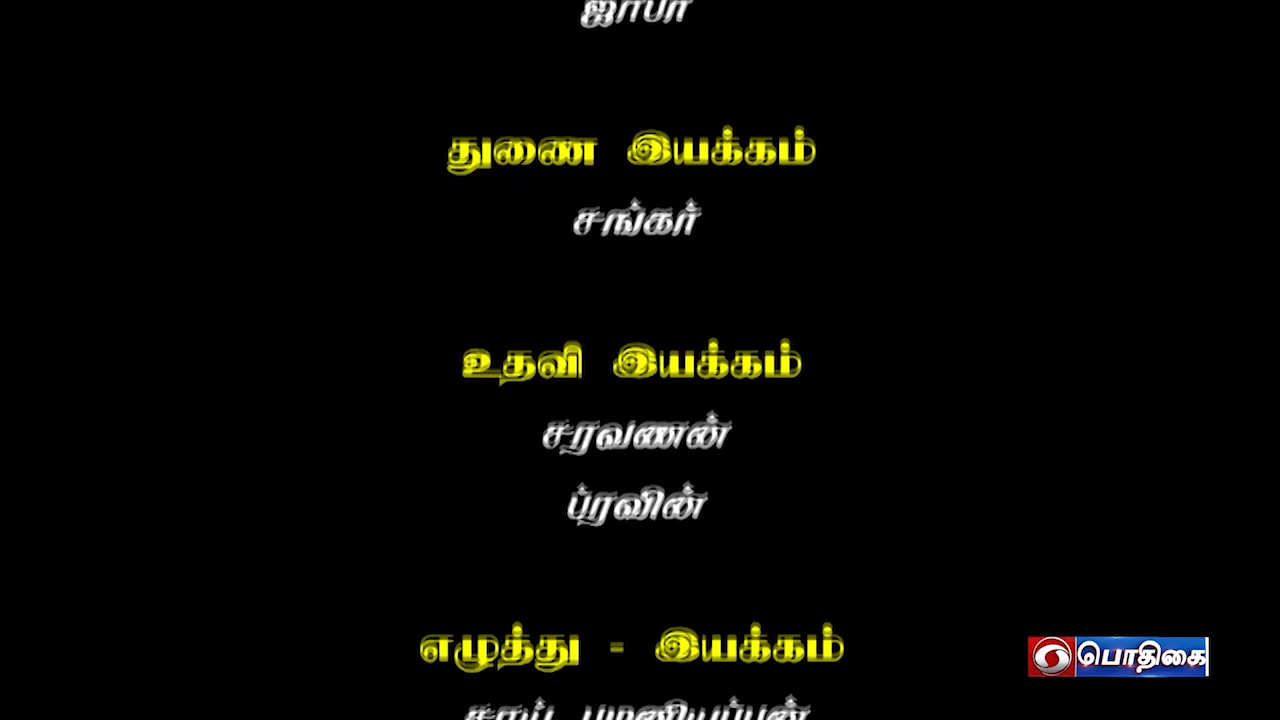 துணை இயக்கம்
சங்கர்
உதவி இயக்கம்
சரவணன்
ப்ரவின்
எழுத்து - இயக்கம்
பொதிகை